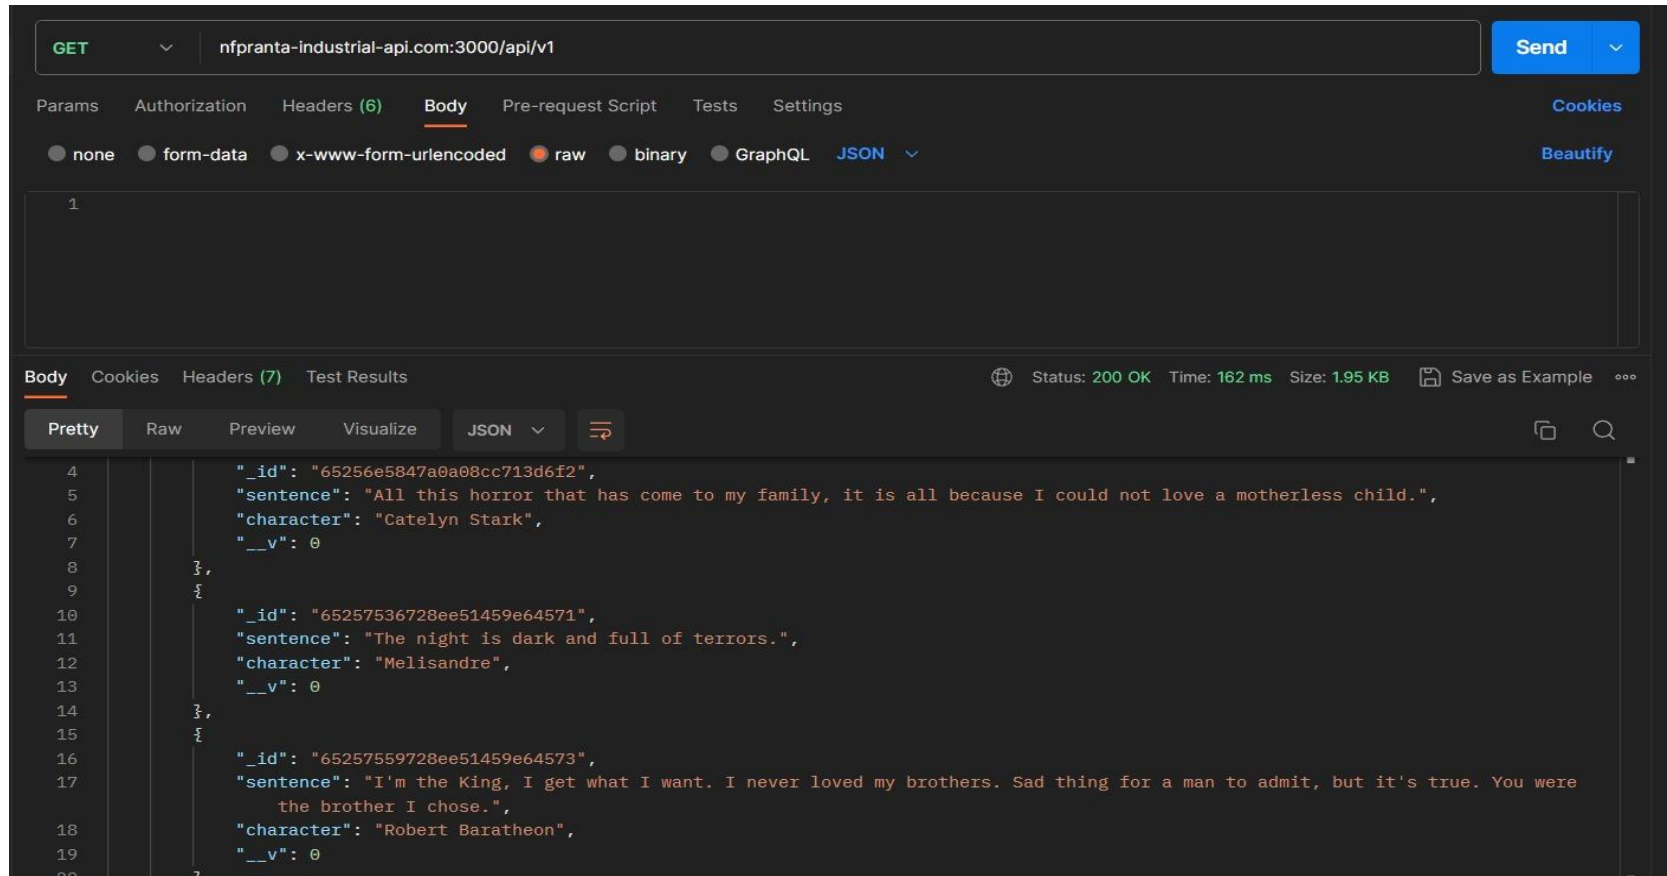 GET nfpranta-industrial-api.com:3000/api/v1 Send
Params Authorization Headers (6) Body Pre-request Script Tests Settings Cookies
none form-data x-www-form-urlencoded raw binary GraphQL JSON Beautify
1
Body Cookies Headers (7) Test Results Status: 200 OK Time: 162 ms Size: 1.95 KB Save as Example
Pretty Raw Preview Visualize JSON
4 "_id": "65256e5847a0a08cc713d6f2",
5 "sentence": "All this horror that has come to my family, it is all because I could not love a motherless child.",
6 "character": "Catelyn Stark",
7 "__v": 0
8 },
9 {
10 "_id": "65257536728ee51459e64571",
11 "sentence": "The night is dark and full of terrors.",
12 "character": "Melisandre",
13 "__v": 0
14 },
15 {
16 "_id": "65257559728ee51459e64573",
17 "sentence": "I'm the King, I get what I want. I never loved my brothers. Sad thing for a man to admit, but it's true. You were
the brother I chose.",
18 "character": "Robert Baratheon",
19 "__v": 0